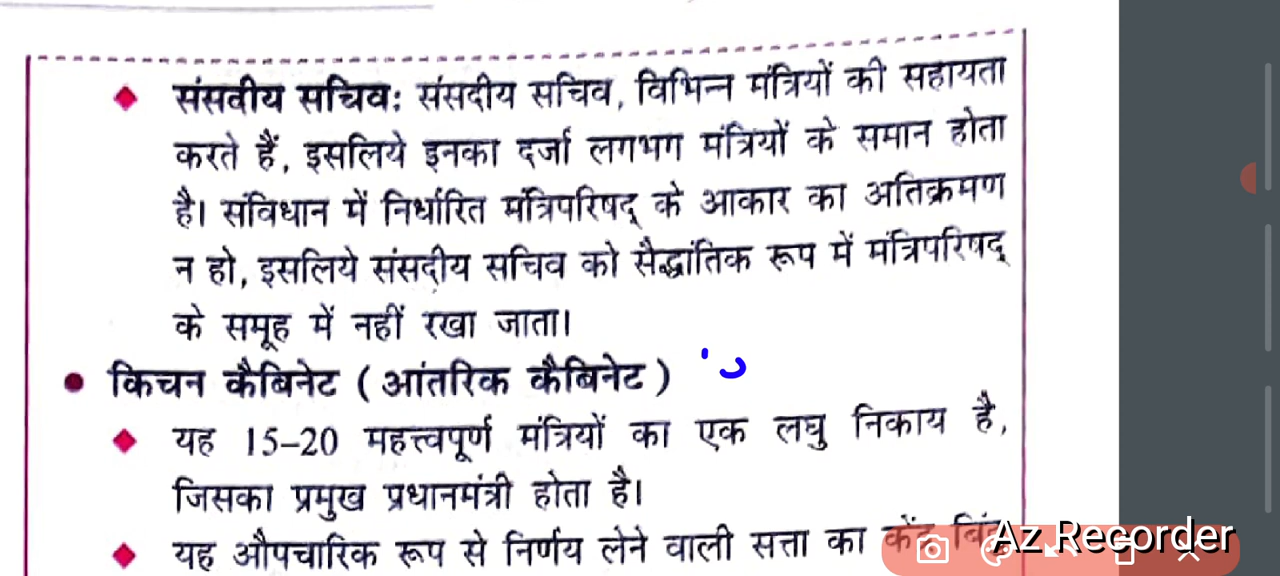 संसदीय सचिव: संसदीय सचिव, विभिन्न मंत्रियों की सहायता
करते हैं, इसलिये इनका दर्जा लगभग मंत्रियों के समान होता
है। संविधान में निर्धारित मंत्रिपरिषद् के आकार का अतिक्रमण
न हो, इसलिये संसदीय सचिव को सैद्धांतिक रूप में मंत्रिपरिषद्
के समूह में नहीं रखा जाता।
किचन कैबिनेट (आंतरिक कैबिनेट)
यह 15–20 महत्त्वपूर्ण मंत्रियों का एक लघु निकाय है,
जिसका प्रमुख प्रधानमंत्री होता है।
यह औपचारिक रूप से निर्णय लेने वाली सत्ता का
Az Recorder